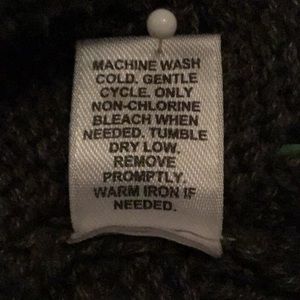 MACHINE WASH
COLD. GENTLE
CYCLE. ONLY
NON-CHLORINE
BLEACH WHEN
NEEDED. TUMBLE
DRY LOW.
REMOVE
PROMPTLY.
WARM IRON IF
NEEDED.